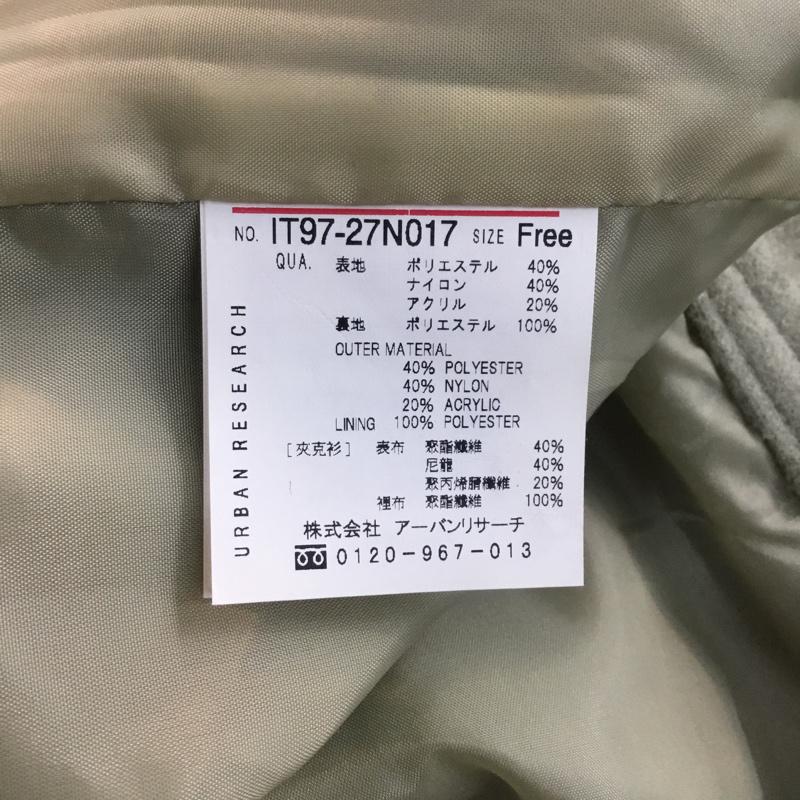 NO. IT97-27N017 SIZE Free
QUA. 表地 ポリエステル 40%
ナイロン 40%
アクリル 20%
裏地 ポリエステル 100%
OUTER MATERIAL
40% POLYESTER
40% NYLON
20% ACRYLIC
LINING 100% POLYESTER
[夾克衫] 表布 聚酯纖維 40%
尼龍 40%
聚丙烯腈纖維 20%
裡布 聚酯纖維 100%
株式会社 アーバンリサーチ
0120-967-013
URBAN RESEARCH